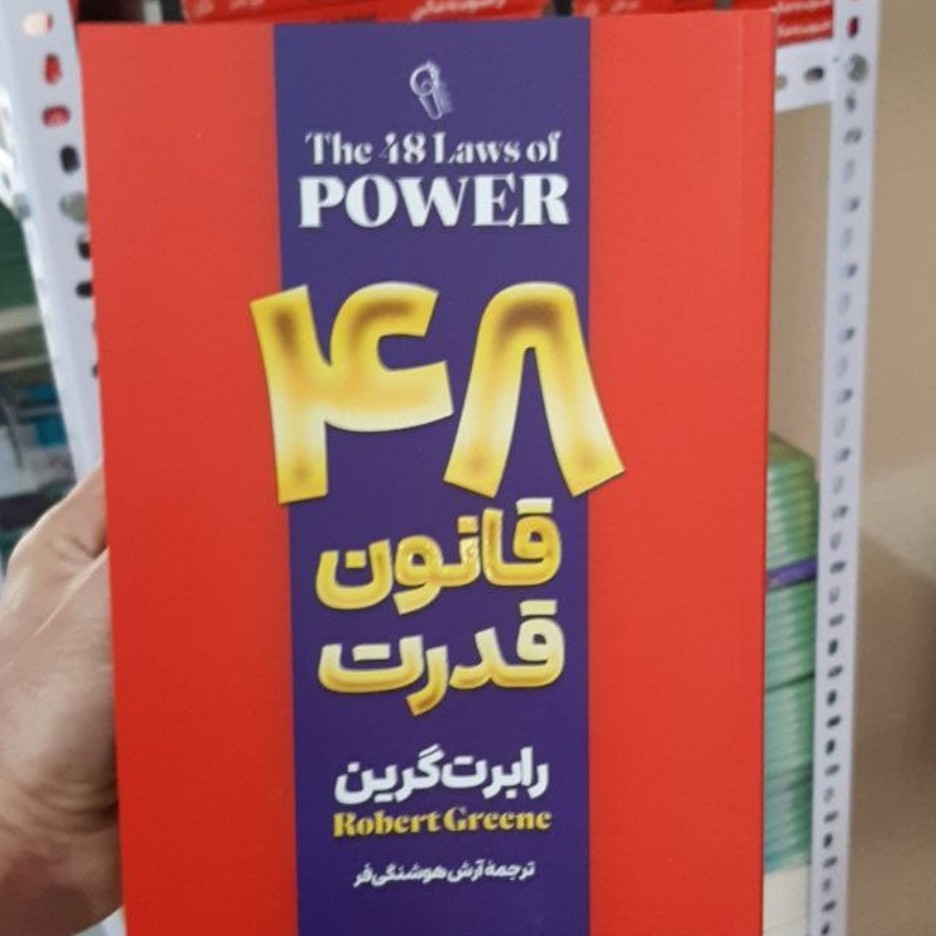 The 48 Laws of
POWER
۴۸
قانون
قدرت
رابرت گرین
Robert Greene
ترجمهٔ آرش هوشنگی‌فر